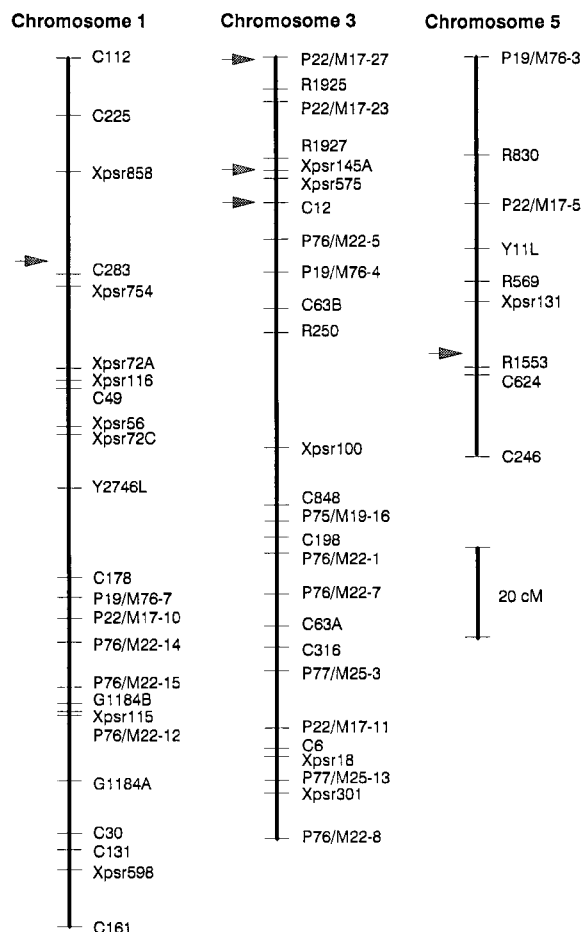 Chromosome 1
C112
C225
Xpsr858
C283
Xpsr754
Xpsr72A
Xpsr116
C49
Xpsr56
Xpsr72C
Y2746L
C178
P19/M76-7
P22/M17-10
P76/M22-14
P76/M22-15
G1184B
Xpsr115
P76/M22-12
G1184A
C30
C131
Xpsr598
C161
Chromosome 3
P22/M17-27
R1925
P22/M17-23
R1927
Xpsr145A
Xpsr575
C12
P76/M22-5
P19/M76-4
C63B
R250
Xpsr100
C848
P75/M19-16
C198
P76/M22-1
P76/M22-7
C63A
C316
P77/M25-3
P22/M17-11
C6
Xpsr18
P77/M25-13
Xpsr301
P76/M22-8
Chromosome 5
P19/M76-3
R830
P22/M17-5
Y11L
R569
Xpsr131
R1553
C624
C246
20 cM